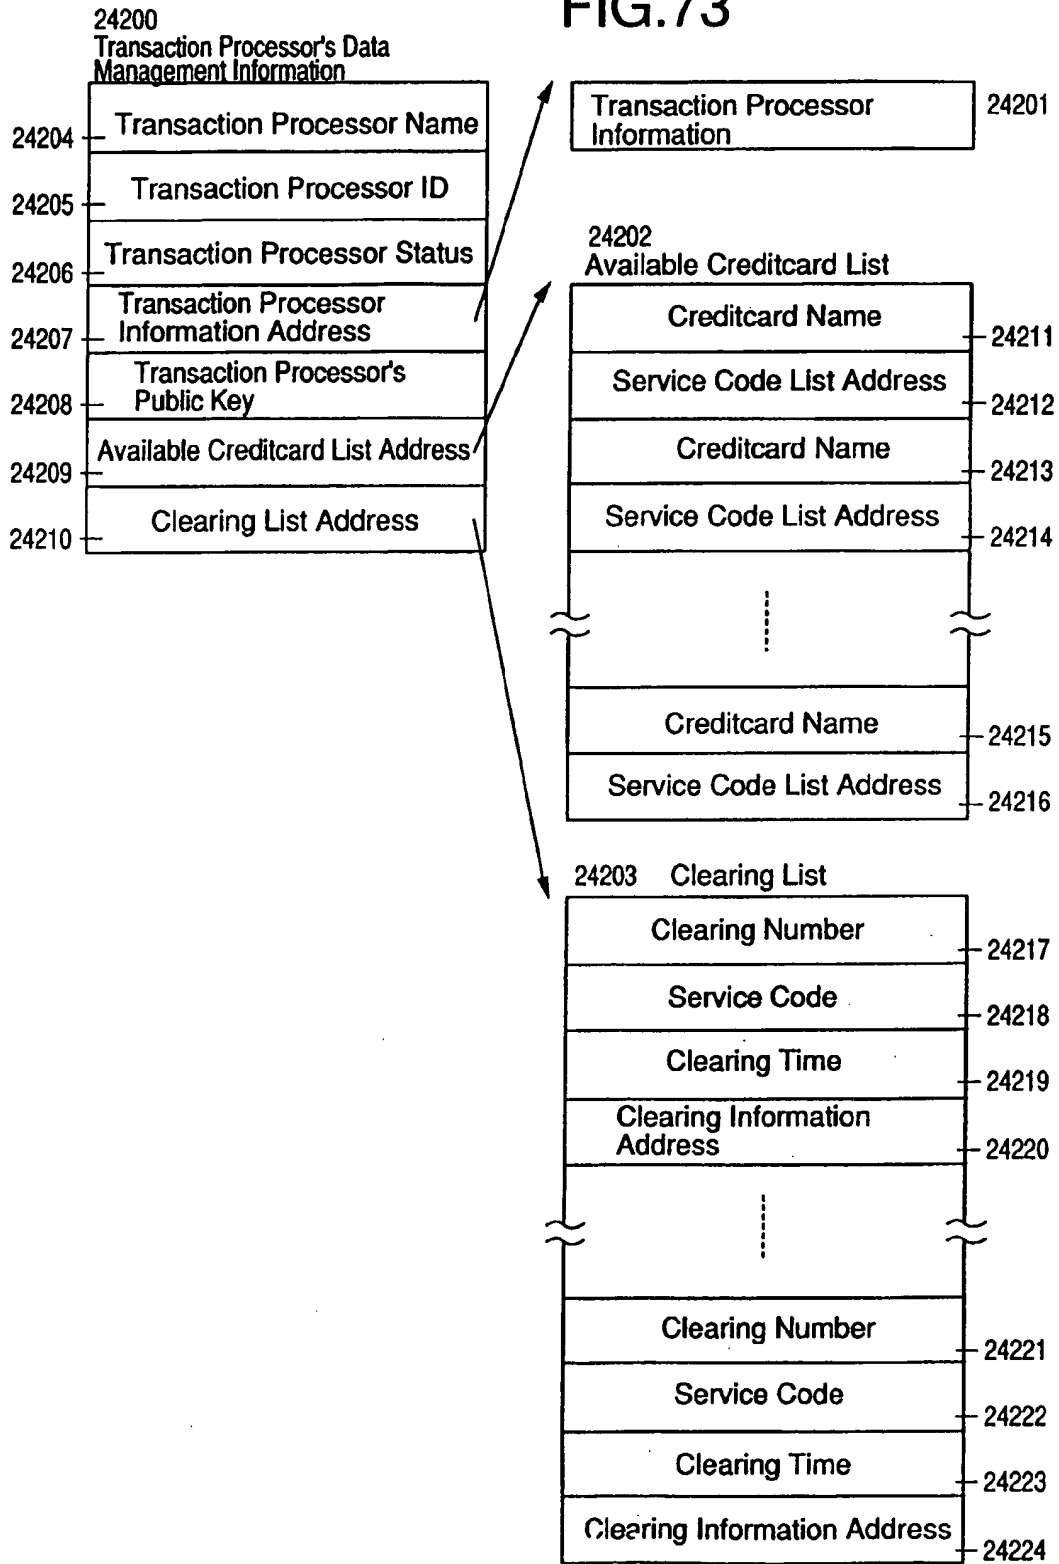 FIG.73
24200
Transaction Processor's Data
Management Information
24204
Transaction Processor Name
24205
Transaction Processor ID
24206
Transaction Processor Status
24207
Transaction Processor
Information Address
24208
Transaction Processor's
Public Key
24209
Available Creditcard List Address
24210
Clearing List Address
Transaction Processor
Information
24201
24202
Available Creditcard List
Creditcard Name
24211
Service Code List Address
24212
Creditcard Name
24213
Service Code List Address
24214
Creditcard Name
24215
Service Code List Address
24216
24203 Clearing List
Clearing Number
24217
Service Code
24218
Clearing Time
24219
Clearing Information
Address
24220
Clearing Number
24221
Service Code
24222
Clearing Time
24223
Clearing Information Address
24224